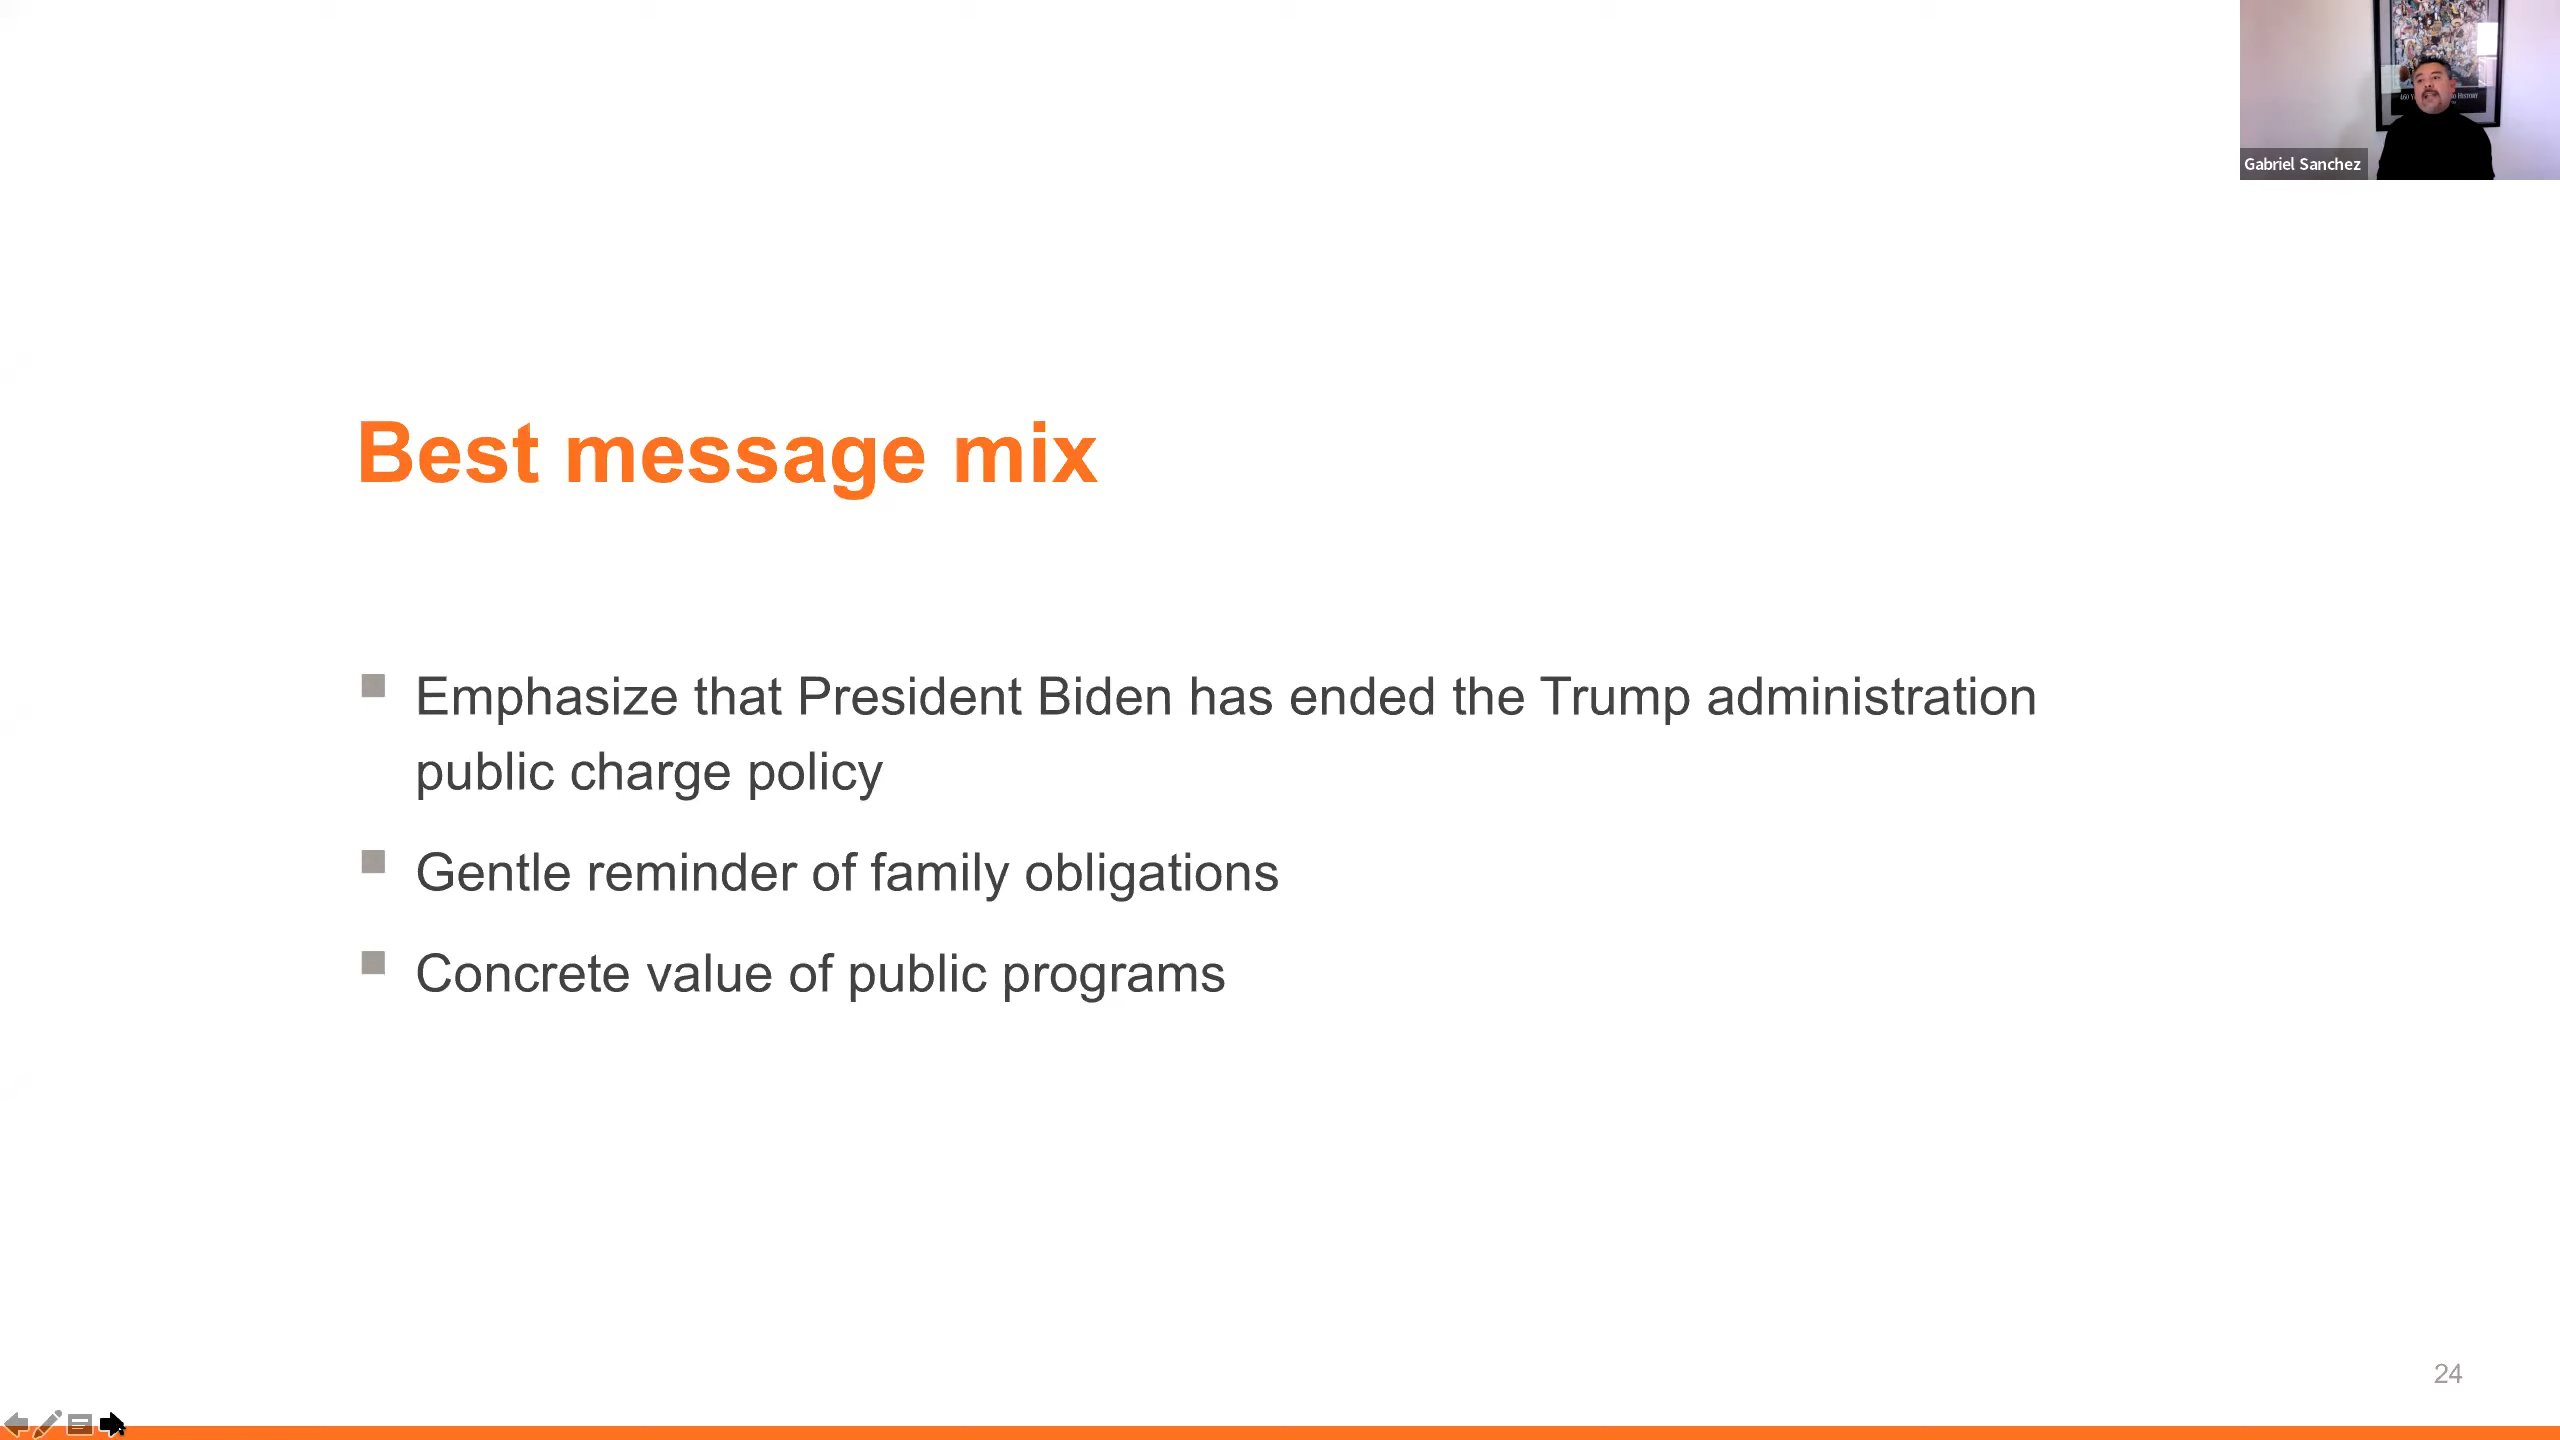 Gabriel Sanchez
Best message mix
Emphasize that President Biden has ended the Trump administration
public charge policy
Gentle reminder of family obligations
Concrete value of public programs
24